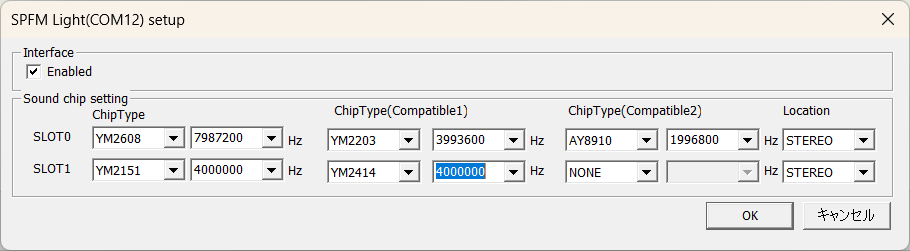 SPFM Light(COM12) setup
Interface
Enabled
Sound chip setting
ChipType ChipType(Compatible1) ChipType(Compatible2) Location
SLOT0 YM2608 7987200 Hz YM2203 3993600 Hz AY8910 1996800 Hz STEREO
SLOT1 YM2151 4000000 Hz YM2414 4000000 Hz NONE Hz STEREO
OK キャンセル